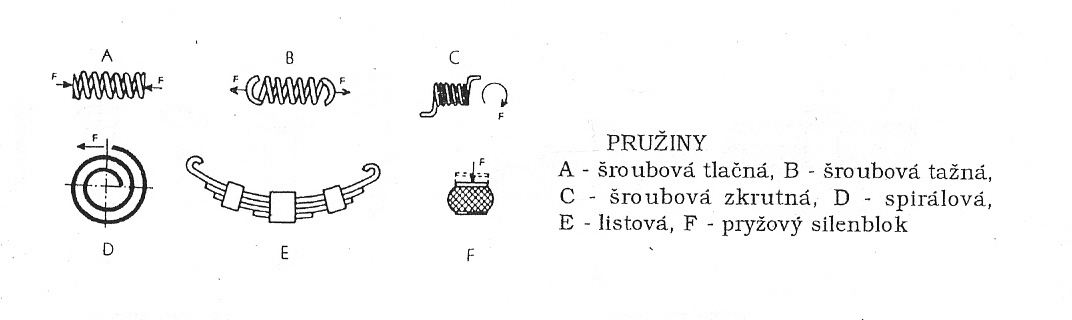 A
B
C
F
F
F
F
F
F
F
D
E
F
PRUŽINY
A - šroubová tlačná, B - šroubová tažná,
C - šroubová zkrutná, D - spirálová,
E - listová, F - pryžový silenblok